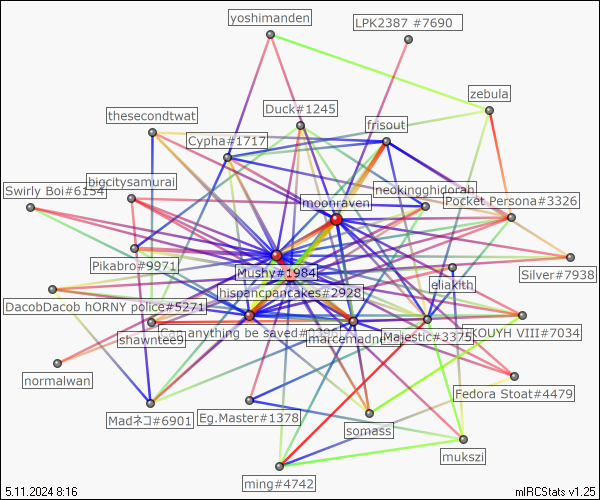 yoshimanden
LPK2387 #7690
zebula
thesecondtwat
Duck#1245
frisout
Cypha#1717
Swirly Boi#6154
bigcitysamurai
neokingghidorah
moonraven
Pocket Persona#3326
Pikabro#9971
Mushy#1984
Silver#7938
eliakith
hispancpancakes#2928
DacobDacob hORNY police#5271
shawntee9
anything be saved
marcemadne
Majestic#3375
KOUYH VIII#7034
normalwan
Fedora Stoat#4479
Madネコ#6901
Eg.Master#1378
somass
mukszi
ming#4742
5.11.2024 8:16
mIRCStats v1.25